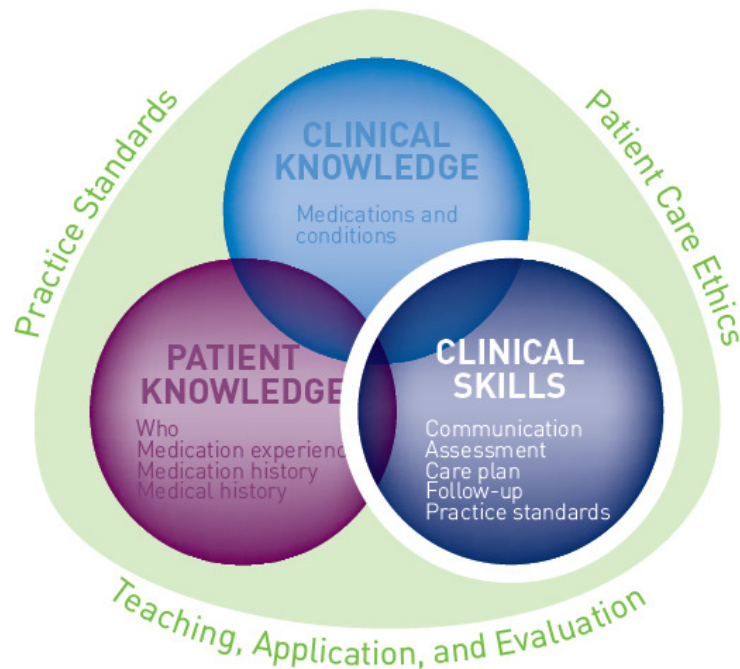 Practice Standards
Patient Care Ethics
CLINICAL
KNOWLEDGE
Medications and
conditions
PATIENT
KNOWLEDGE
Who
Medication experienc
Medication history
Medical history
CLINICAL
SKILLS
Communication
Assessment
Care plan
Follow-up
Practice standards
Teaching, Application, and Evaluation